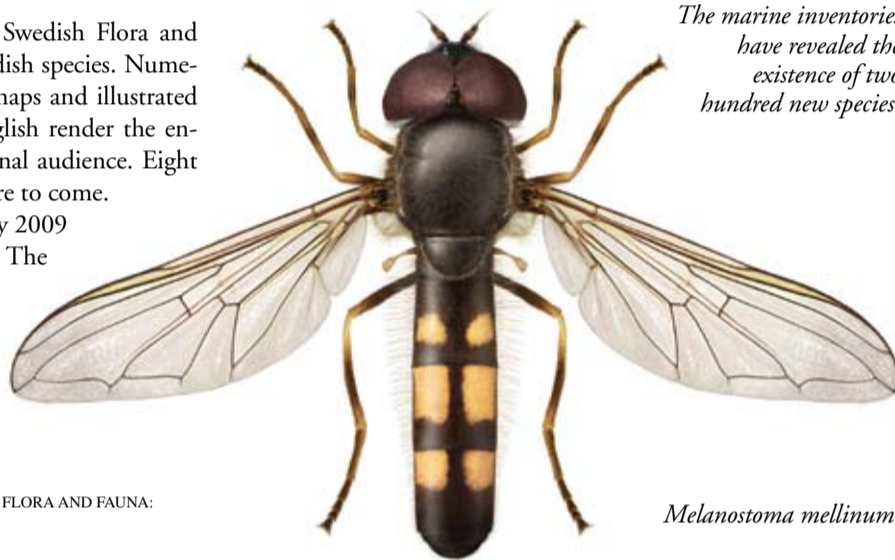 Swedish Flora and
dish species. Nume-
naps and illustrated
glish render the en-
nal audience. Eight
re to come.
y 2009
The
FLORA AND FAUNA:
The marine inventories
have revealed the
existence of two
hundred new species
Melanostoma mellinum